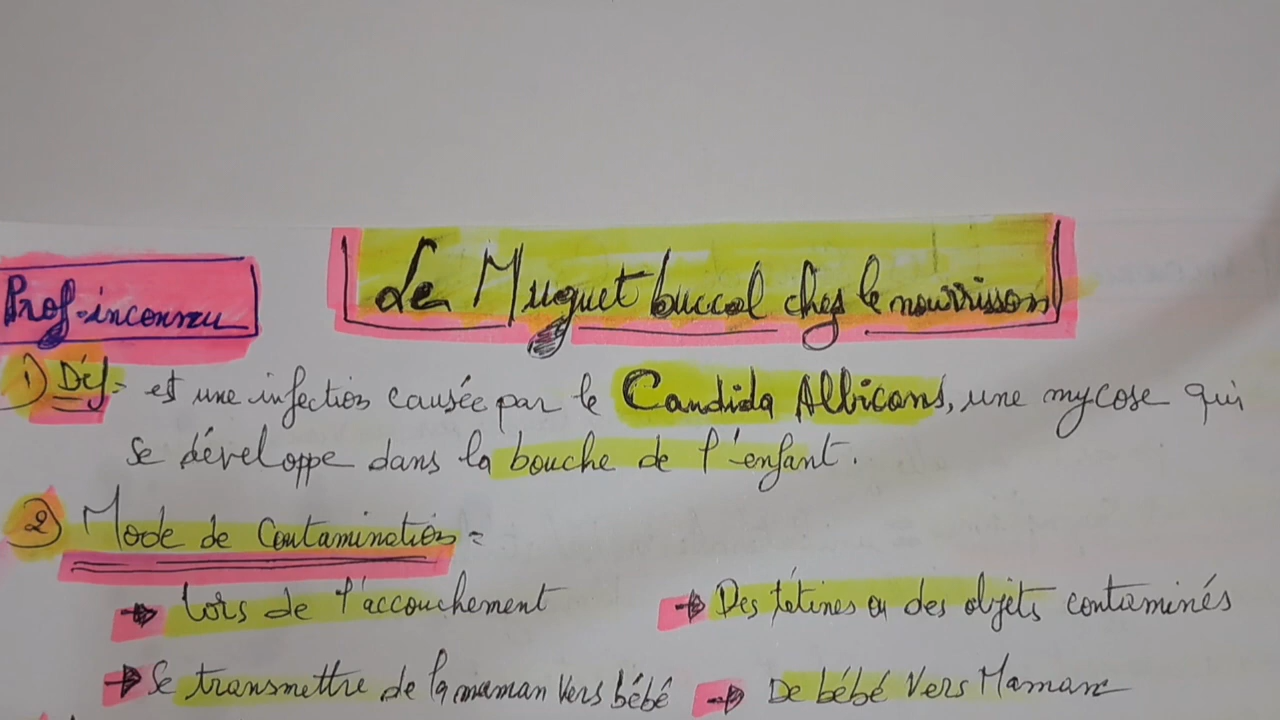 Le Muguet buccal chez le nourrisson
Prof-inconnu
1) Déf = est une infection causée par le Candida Albicans, une mycose qui
se développe dans la bouche de l'enfant.
2) Mode de Contamination =
→ lors de l'accouchement → Des tétines ou des objets contaminés
→ Se transmettre de la maman vers bébé → De bébé vers Maman